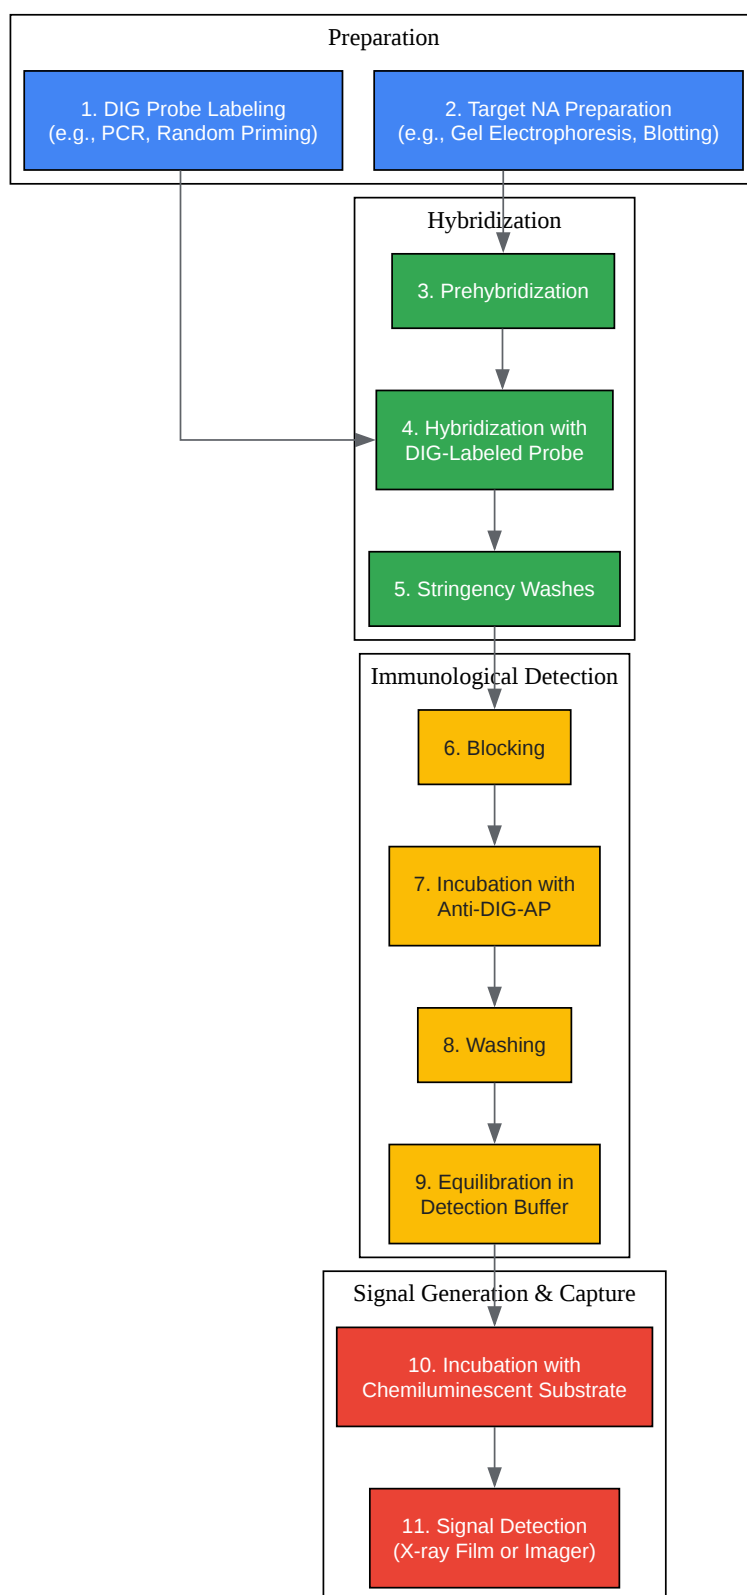 Preparation
1. DIG Probe Labeling
(e.g., PCR, Random Priming)
2. Target NA Preparation
(e.g., Gel Electrophoresis, Blotting)
Hybridization
3. Prehybridization
4. Hybridization with
DIG-Labeled Probe
5. Stringency Washes
Immunological Detection
6. Blocking
7. Incubation with
Anti-DIG-AP
8. Washing
9. Equilibration in
Detection Buffer
Signal Generation & Capture
10. Incubation with
Chemiluminescent Substrate
11. Signal Detection
(X-ray Film or Imager)